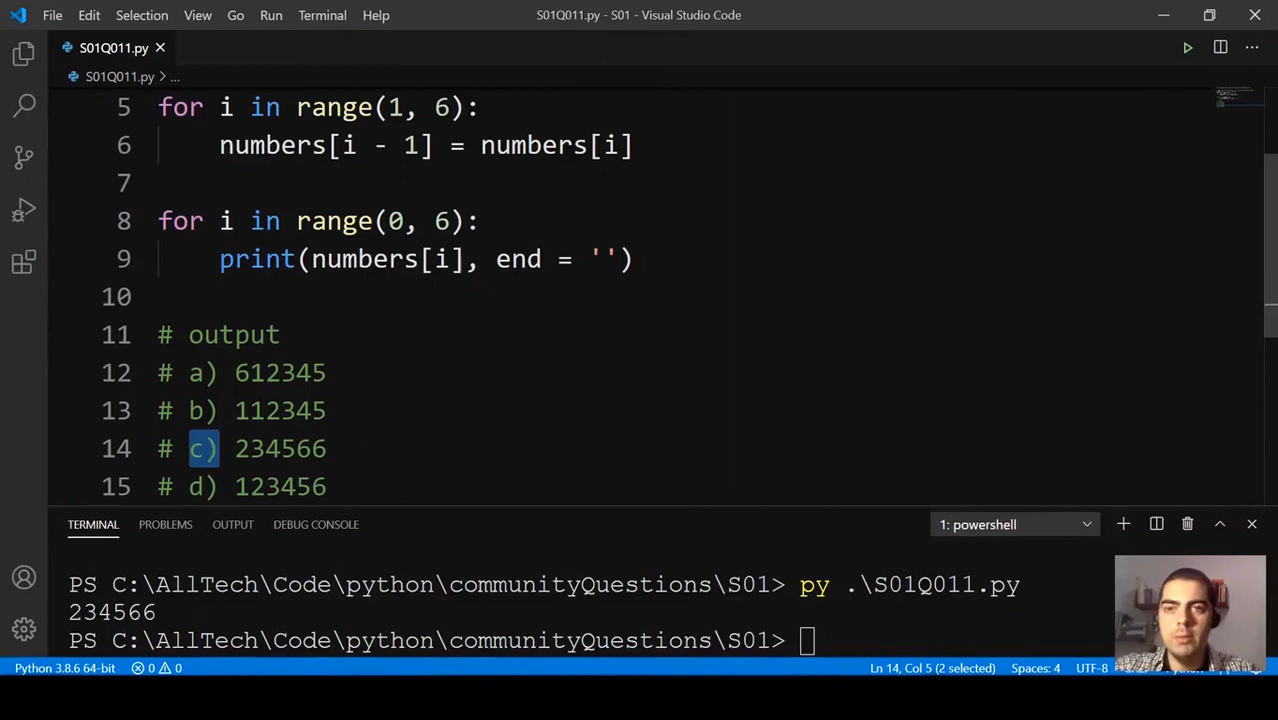 File Edit Selection View Go Run Terminal Help S01Q011.py - S01 - Visual Studio Code
S01Q011.py
S01Q011.py > ...
5 for i in range(1, 6):
6 numbers[i - 1] = numbers[i]
7
8 for i in range(0, 6):
9 print(numbers[i], end = '')
10
11 # output
12 # a) 612345
13 # b) 112345
14 # c) 234566
15 # d) 123456
TERMINAL PROBLEMS OUTPUT DEBUG CONSOLE 1: powershell
PS C:\AllTech\Code\python\communityQuestions\S01> py .\S01Q011.py
234566
PS C:\AllTech\Code\python\communityQuestions\S01>
Python 3.8.6 64-bit 0 0 Ln 14, Col 5 (2 selected) Spaces: 4 UTF-8